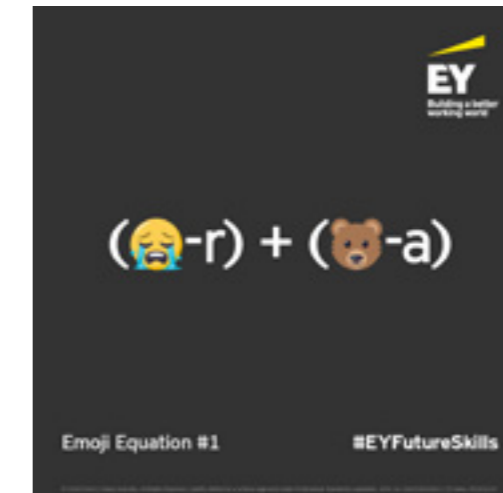 EY
Building a better
working world
(😭-r) + (🐻-a)
Emoji Equation #1
#EYFutureSkills